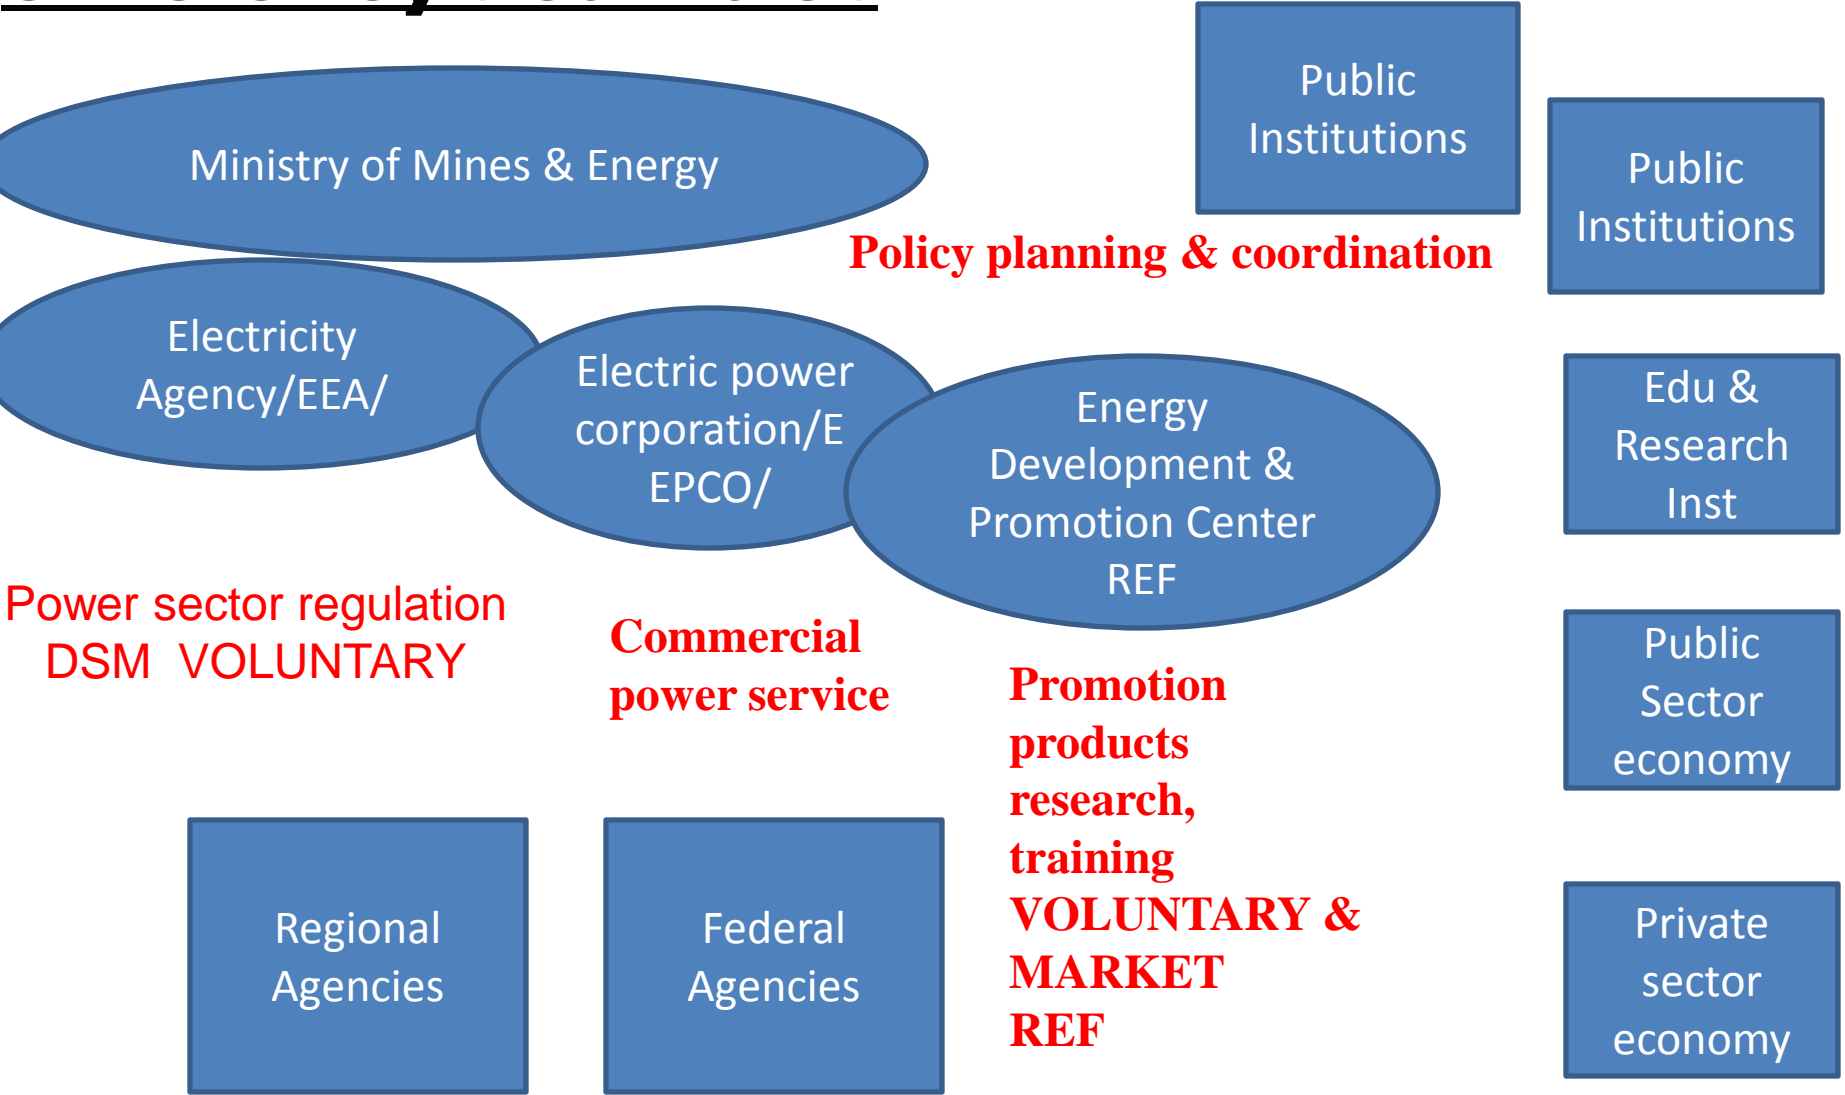 Public
Institutions
Ministry of Mines & Energy
Public
Institutions
Policy planning & coordination
Electricity
Agency/EEA/
Electric power
corporation/E
EPCO/
Energy
Development &
Promotion Center
REF
Edu &
Research
Inst
Power sector regulation
DSM VOLUNTARY
Commercial
power service
Promotion
products
research,
training
VOLUNTARY &
MARKET
REF
Public
Sector
economy
Regional
Agencies
Federal
Agencies
Private
sector
economy